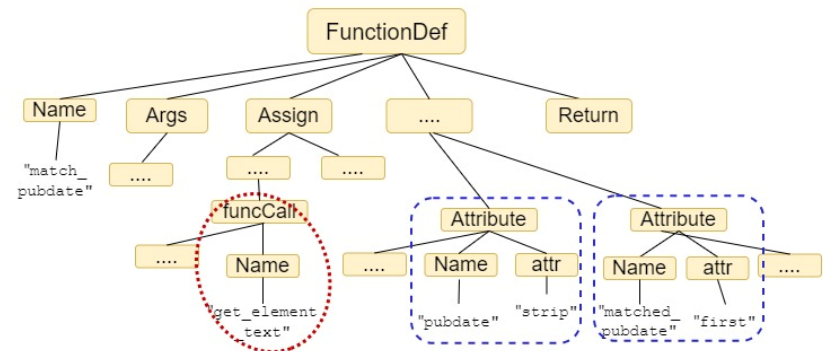 FunctionDef
Name
Args
Assign
....
Return
"match_
pubdate"
....
....
....
funcCall
Attribute
Attribute
....
Name
....
Name
attr
Name
attr
....
"get_element
_text"
"pubdate"
"strip"
"matched_
pubdate"
"first"